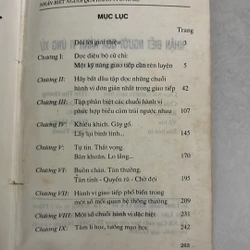 MỤC LỤC
Trang
Đôi lời giới thiệu 3
Chương I: Đọc điệu bộ cử chỉ:
Một kỹ năng giao tiếp cần rèn luyện 5
Chương II: Hãy bắt đầu tập đọc những chuỗi
hành vi đơn giản nhất trong giao tiếp 42
Chương III: Tập phân biệt các chuỗi hành vi
phức hợp biểu cảm trái ngược nhau 107
Chương IV: Khiêu khích. Gây gổ.
Lấy lại bình tĩnh... 145
Chương V: Tự tin. Thất vọng.
Băn khoăn. Lo lắng... 170
Chương VI: Buồn chán. Tán thưởng.
Tán tỉnh - Quyến rũ - Chờ đợi 195
Chương VII: Hành vi giao tiếp phổ biến trong
một số mối quan hệ thông thường 209
Chương VIII: Một số chuỗi hành vi đặc biệt 231
Chương IX: Tâm lí học, tướng mạo học 245